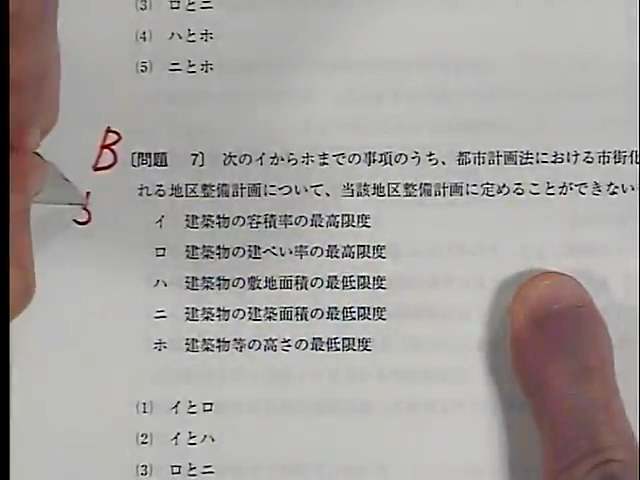 (3) ロとニ
(4) ハとホ
(5) ニとホ
B
〔問題 7〕 次のイからホまでの事項のうち、都市計画法における市街化
3
れる地区整備計画について、当該地区整備計画に定めることができない
イ 建築物の容積率の最高限度
ロ 建築物の建ぺい率の最高限度
ハ 建築物の敷地面積の最低限度
ニ 建築物の建築面積の最低限度
ホ 建築物等の高さの最低限度
(1) イとロ
(2) イとハ
(3) ロとニ